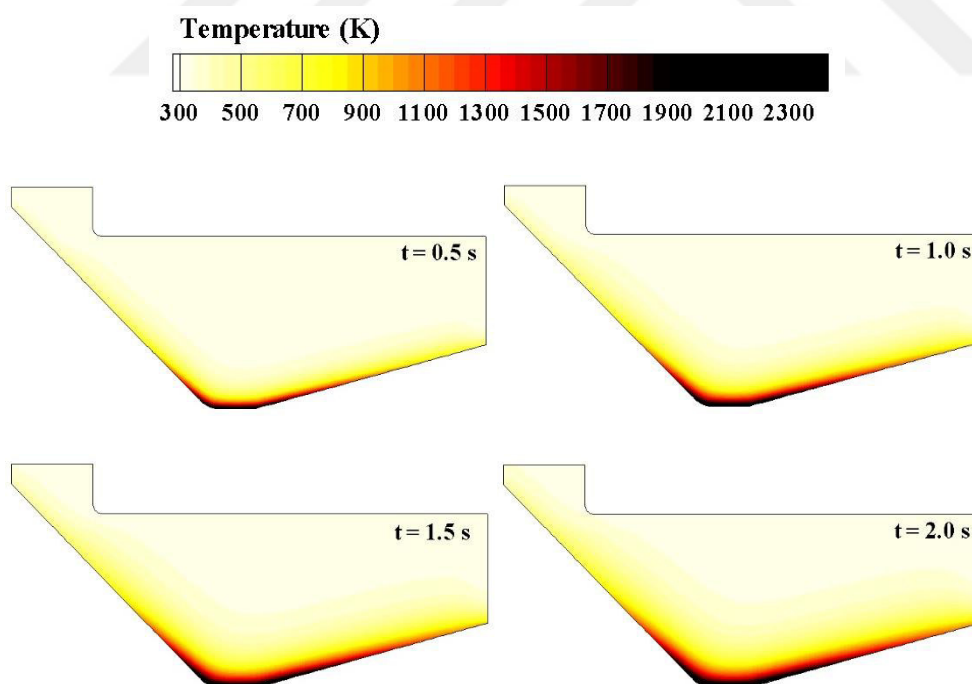 Temperature (K)
300 500 700 900 1100 1300 1500 1700 1900 2100 2300
t = 0.5 s
t = 1.0 s
t = 1.5 s
t = 2.0 s